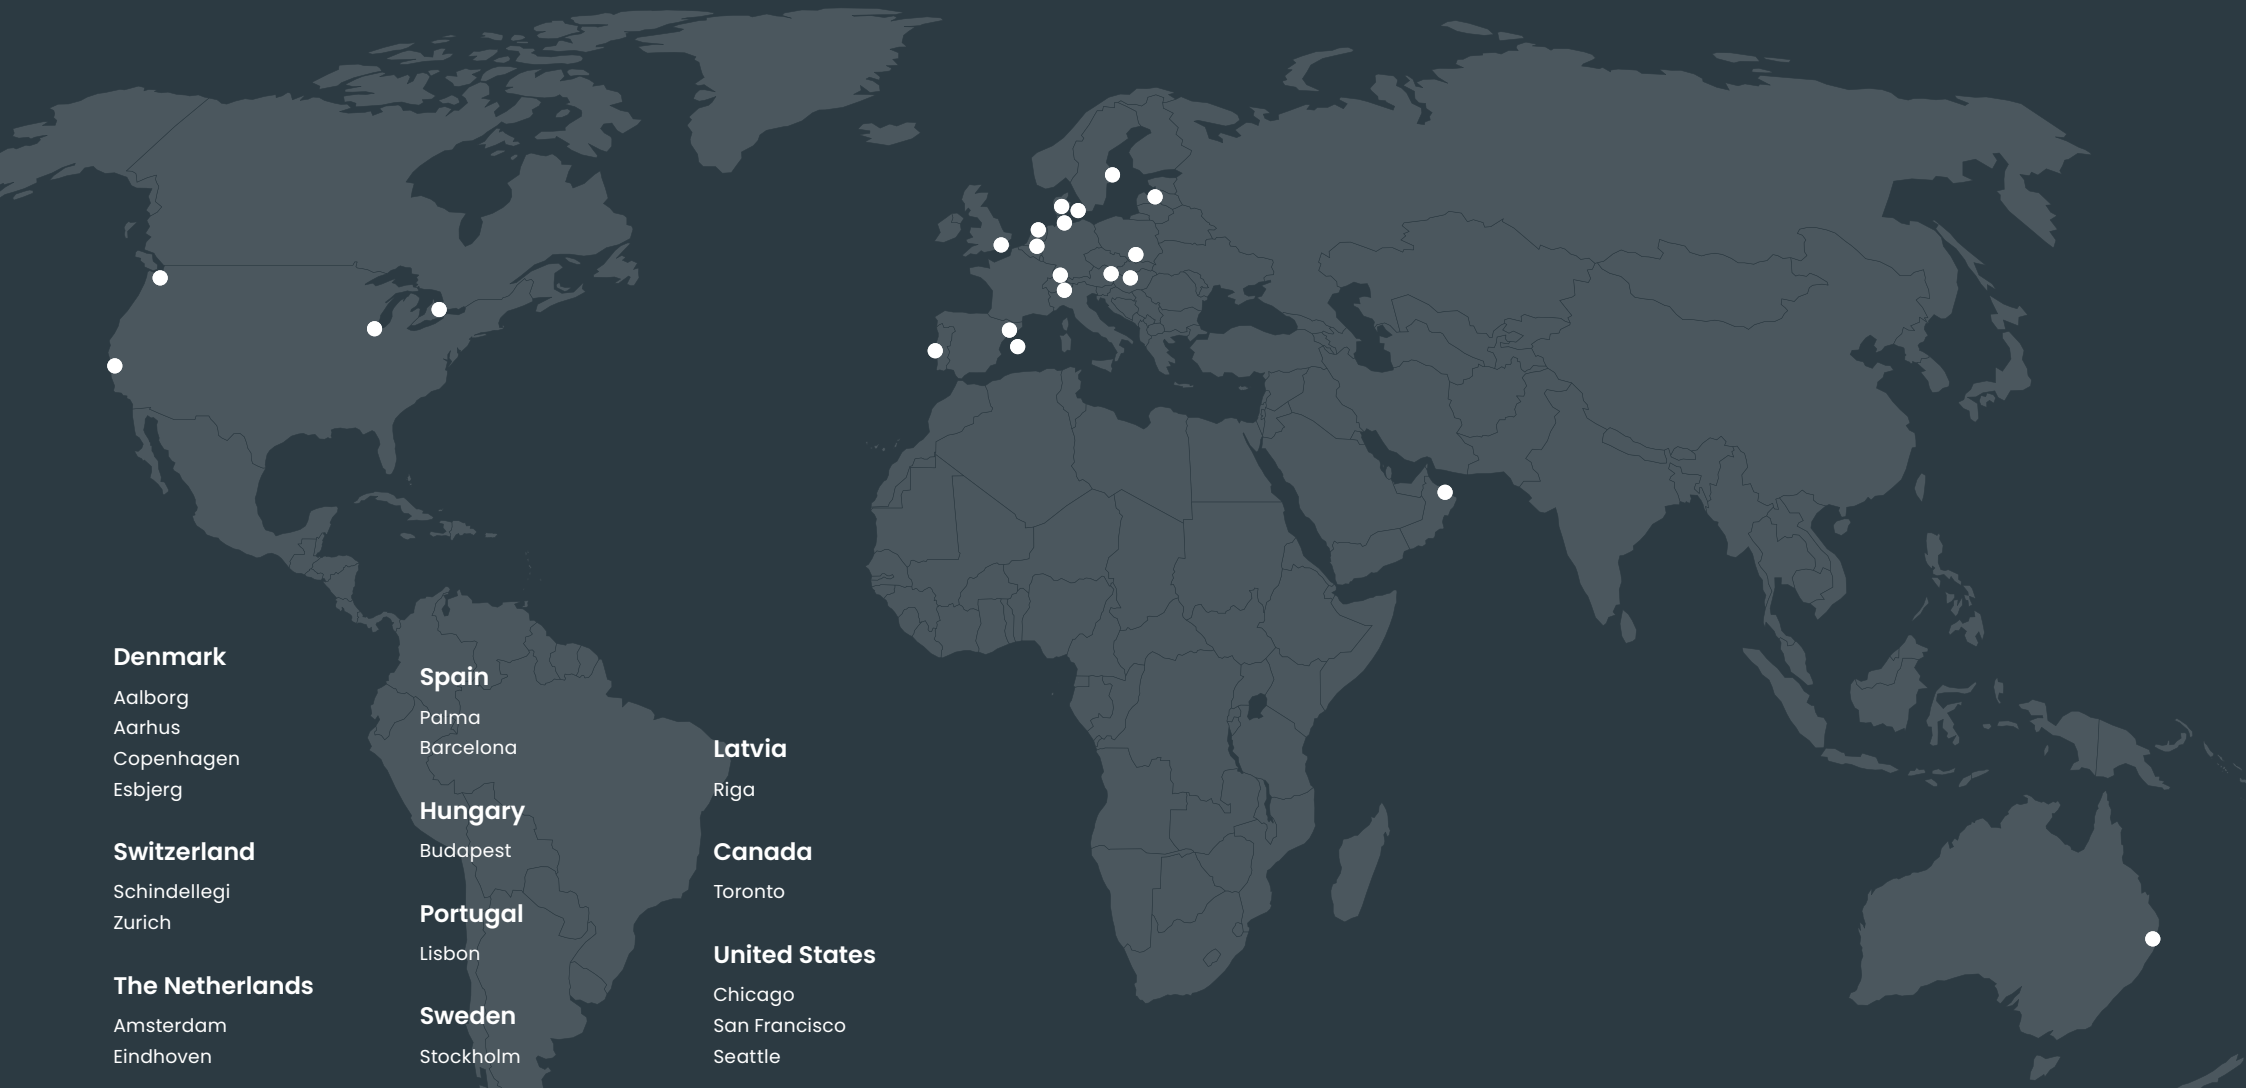 Denmark
Aalborg
Aarhus
Copenhagen
Esbjerg
Switzerland
Schindellegi
Zurich
The Netherlands
Amsterdam
Eindhoven
Spain
Palma
Barcelona
Hungary
Budapest
Portugal
Lisbon
Sweden
Stockholm
Latvia
Riga
Canada
Toronto
United States
Chicago
San Francisco
Seattle